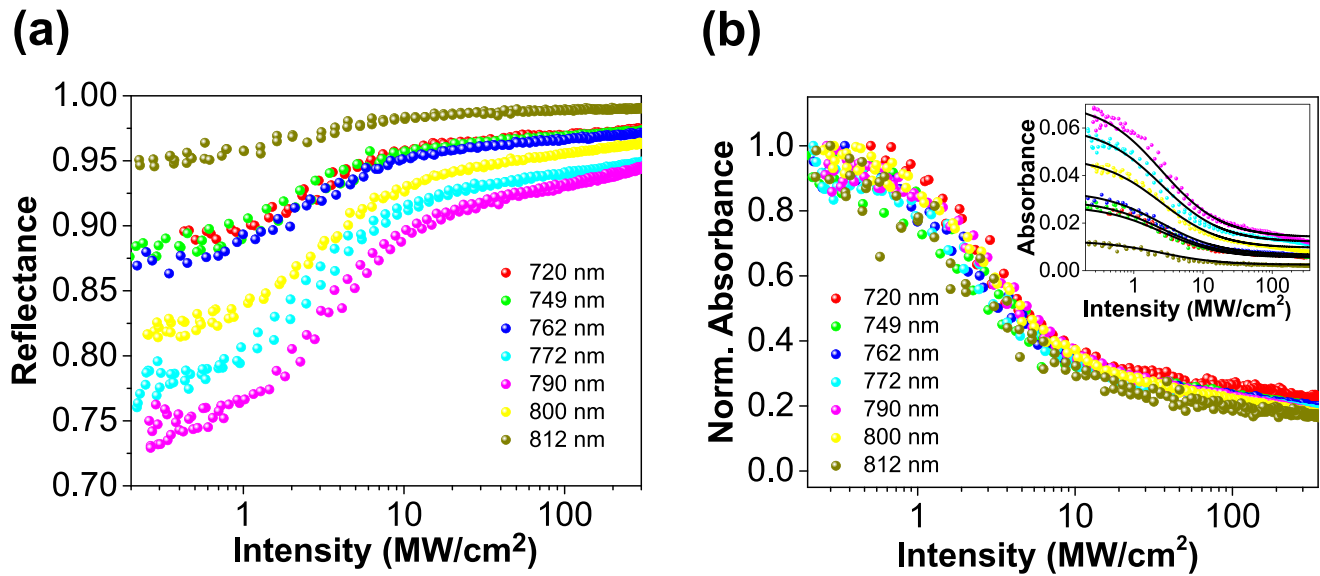 (a)
Reflectance
1.00
0.95
0.90
0.85
0.80
0.75
0.70
720 nm
749 nm
762 nm
772 nm
790 nm
800 nm
812 nm
1
10
100
Intensity (MW/cm²)
(b)
Norm. Absorbance
1.0
0.8
0.6
0.4
0.2
0.0
720 nm
749 nm
762 nm
772 nm
790 nm
800 nm
812 nm
1
10
100
Intensity (MW/cm²)
Absorbance
0.06
0.04
0.02
0.00
1
10
100
Intensity (MW/cm²)